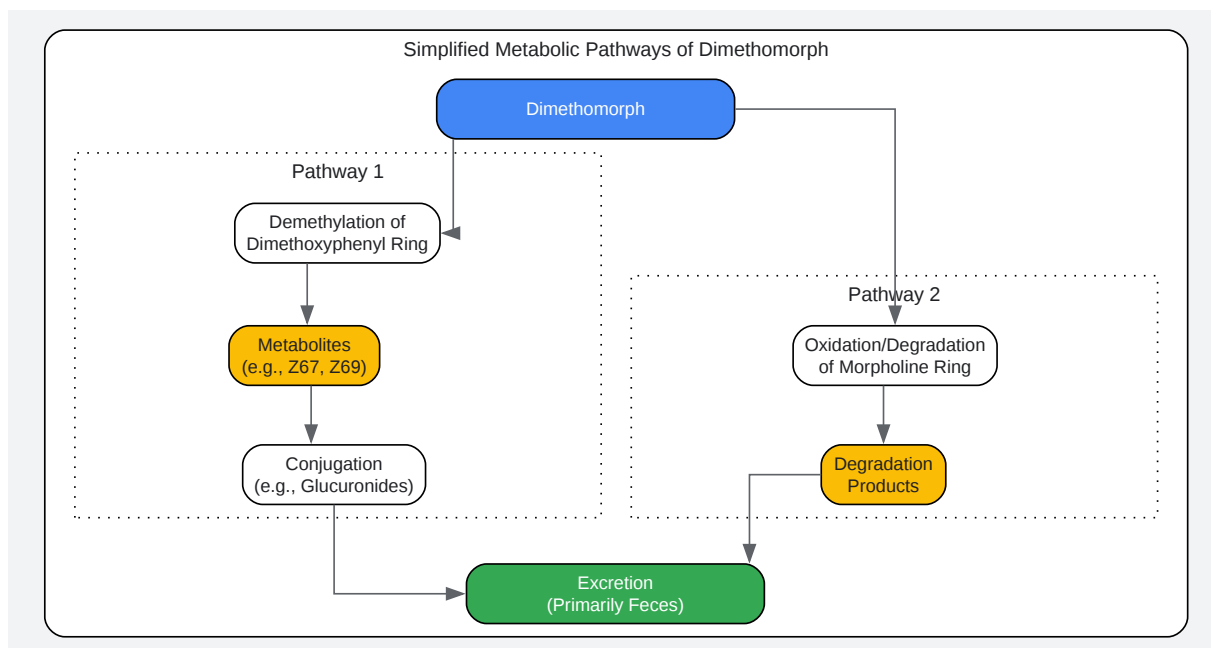 Simplified Metabolic Pathways of Dimethomorph
Dimethomorph
Pathway 1
Demethylation of
Dimethoxyphenyl Ring
Metabolites
(e.g., Z67, Z69)
Conjugation
(e.g., Glucuronides)
Pathway 2
Oxidation/Degradation
of Morpholine Ring
Degradation
Products
Excretion
(Primarily Feces)